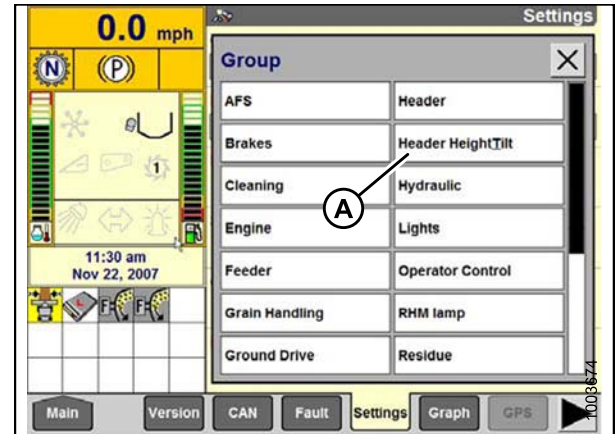 0.0 mph
Settings
N
(P)
1
11:30 am
Nov 22, 2007
L
F
F
Group
X
AFS
Header
Brakes
Header HeightTilt
A
Cleaning
Hydraulic
Engine
Lights
Feeder
Operator Control
Grain Handling
RHM lamp
Ground Drive
Residue
Main
Version
CAN
Fault
Settings
Graph
GPS
1003674